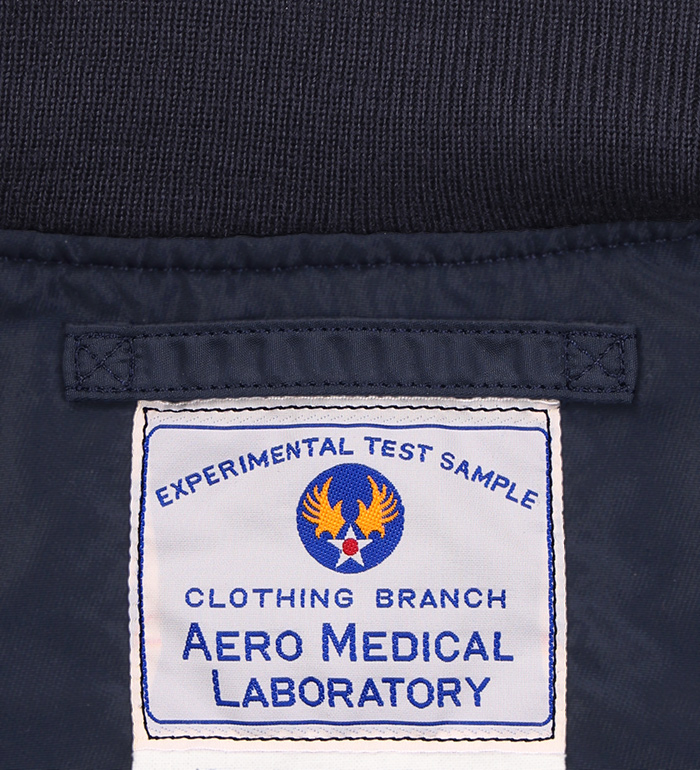 EXPERIMENTAL TEST SAMPLE
CLOTHING BRANCH
AERO MEDICAL
LABORATORY